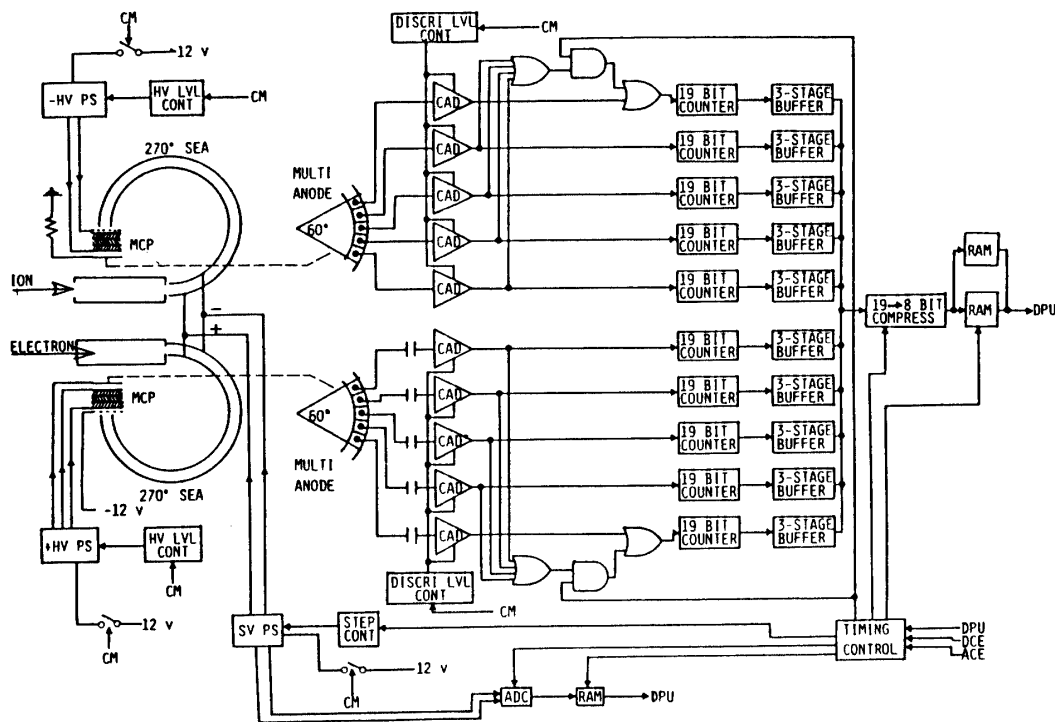 CM
12 V
-HV PS
HV LVL
CONT
CM
270° SEA
MCP
ION
ELECTRON
-
+
MCP
270° SEA
-12 V
+HV PS
HV LVL
CONT
CM
12 V
CM
DISCRI LVL
CONT
CM
MULTI
ANODE
60°
CAD
CAD
CAD
CAD
CAD
19 BIT
COUNTER
3-STAGE
BUFFER
19 BIT
COUNTER
3-STAGE
BUFFER
19 BIT
COUNTER
3-STAGE
BUFFER
19 BIT
COUNTER
3-STAGE
BUFFER
19 BIT
COUNTER
3-STAGE
BUFFER
60°
MULTI
ANODE
CAD
CAD
CAD
CAD
CAD
19 BIT
COUNTER
3-STAGE
BUFFER
19 BIT
COUNTER
3-STAGE
BUFFER
19 BIT
COUNTER
3-STAGE
BUFFER
19 BIT
COUNTER
3-STAGE
BUFFER
19 BIT
COUNTER
3-STAGE
BUFFER
DISCRI LVL
CONT
CM
19→8 BIT
COMPRESS
RAM
RAM
DPU
SV PS
STEP
CONT
12 V
CM
TIMING
CONTROL
DPU
DCE
ACE
ADC
RAM
DPU